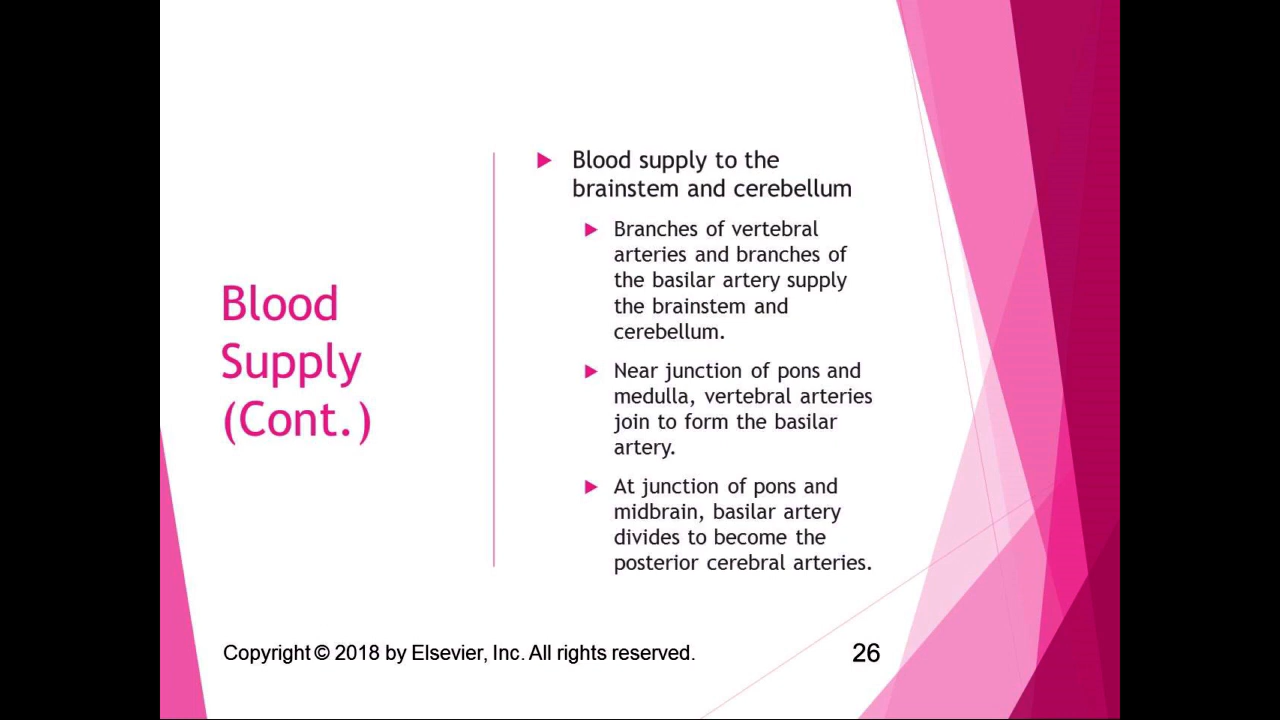 Blood
Supply
(Cont.)
Blood supply to the
brainstem and cerebellum
Branches of vertebral
arteries and branches of
the basilar artery supply
the brainstem and
cerebellum.
Near junction of pons and
medulla, vertebral arteries
join to form the basilar
artery.
At junction of pons and
midbrain, basilar artery
divides to become the
posterior cerebral arteries.
Copyright © 2018 by Elsevier, Inc. All rights reserved.
26